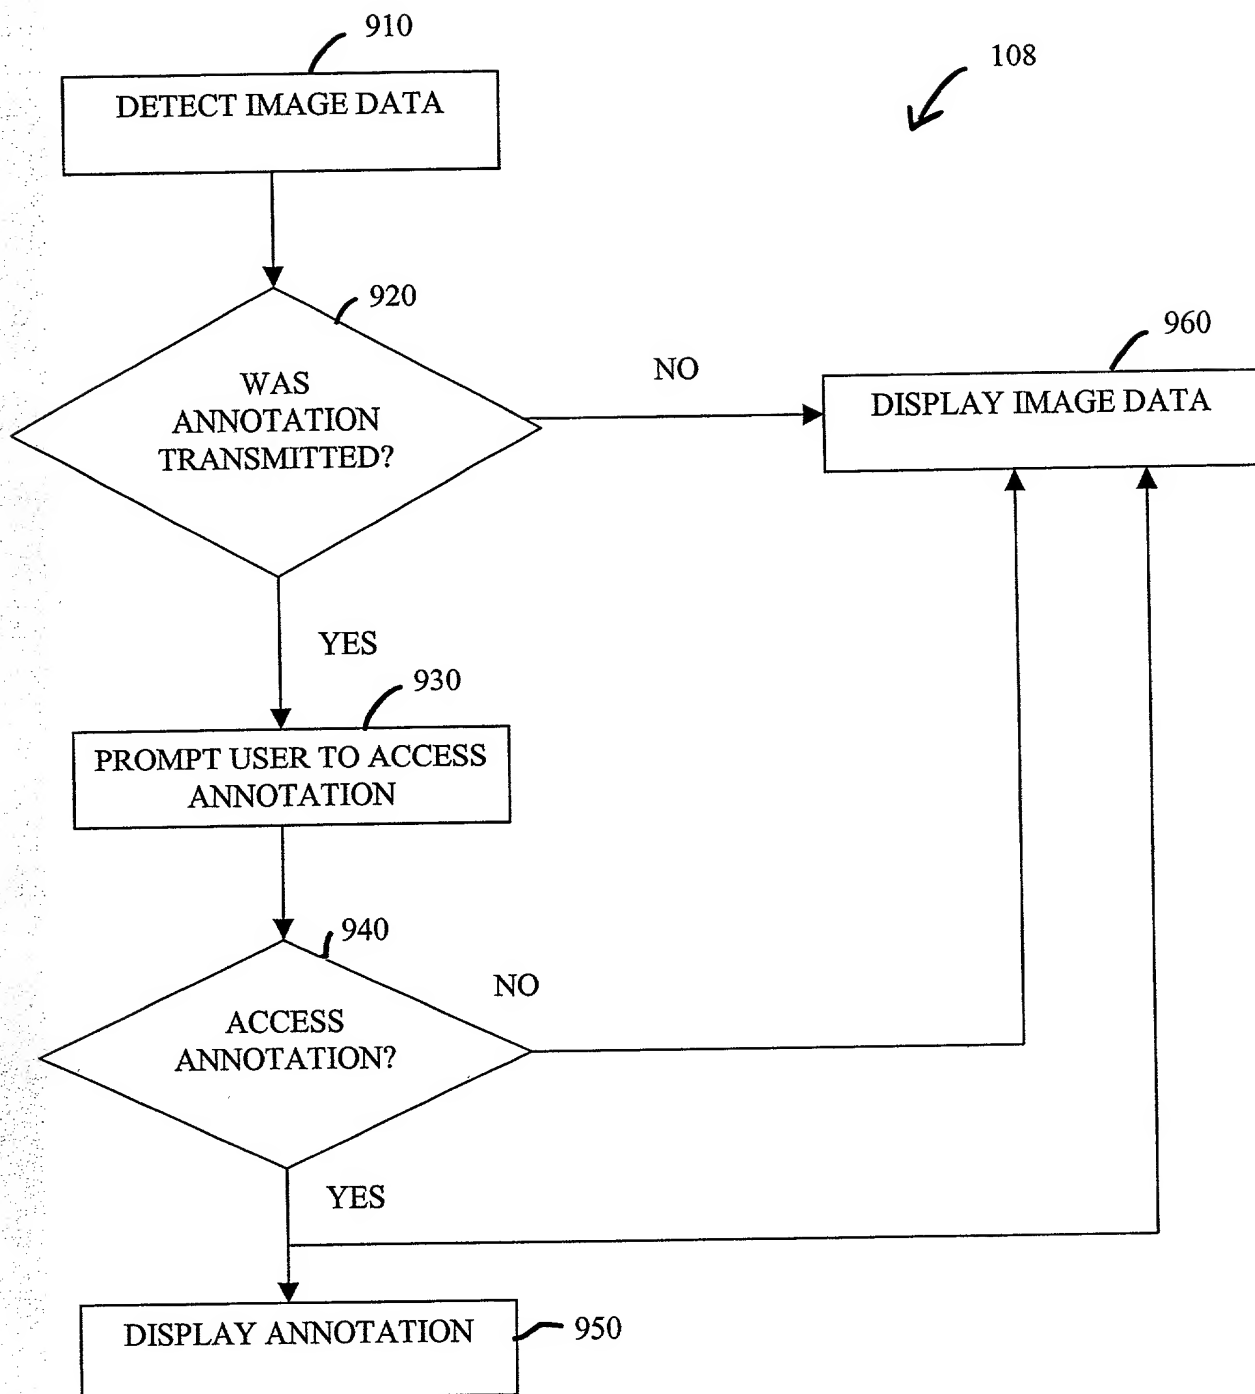 910
108
DETECT IMAGE DATA
920
960
NO
WAS
ANNOTATION
TRANSMITTED?
DISPLAY IMAGE DATA
YES
930
PROMPT USER TO ACCESS
ANNOTATION
940
NO
ACCESS
ANNOTATION?
YES
DISPLAY ANNOTATION
950